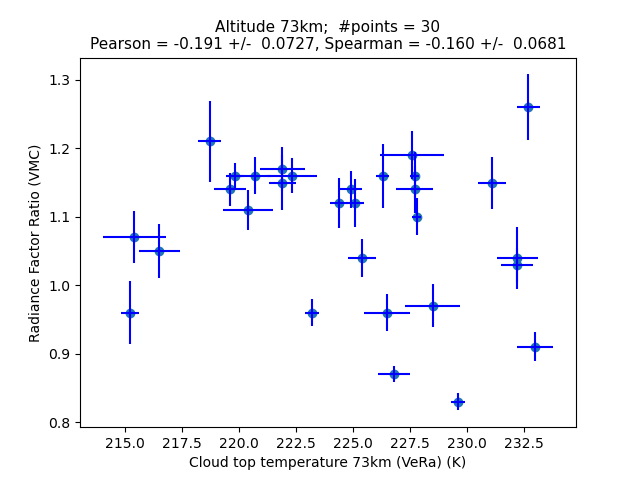 Altitude 73km;  #points = 30
Pearson = -0.191 +/-  0.0727, Spearman = -0.160 +/-  0.0681
1.3
1.2
1.1
1.0
0.9
0.8
Radiance Factor Ratio (VMC)
215.0 217.5 220.0 222.5 225.0 227.5 230.0 232.5
Cloud top temperature 73km (VeRa) (K)